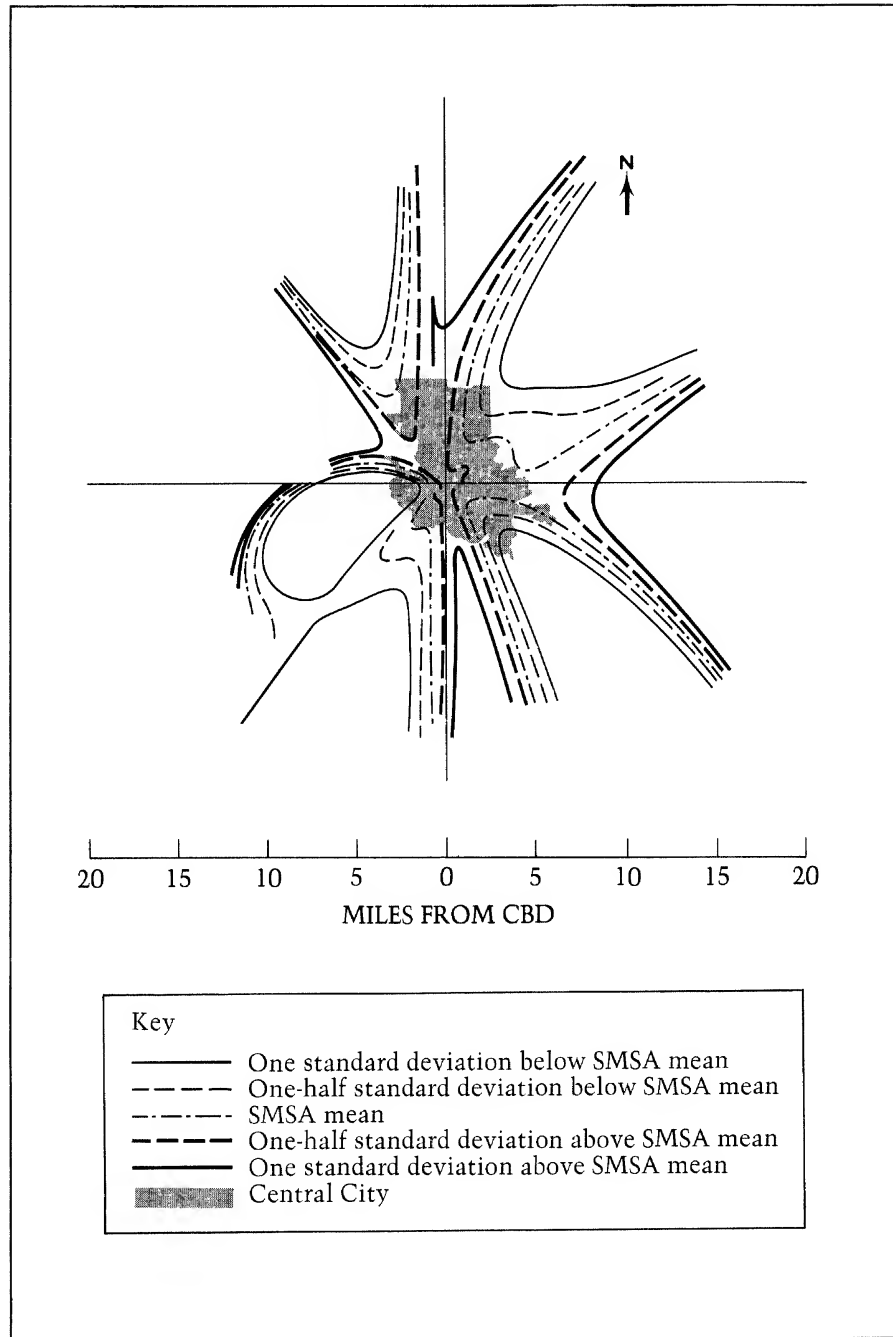 N
20 15 10 5 0 5 10 15 20
MILES FROM CBD
Key
One standard deviation below SMSA mean
One-half standard deviation below SMSA mean
SMSA mean
One-half standard deviation above SMSA mean
One standard deviation above SMSA mean
Central City